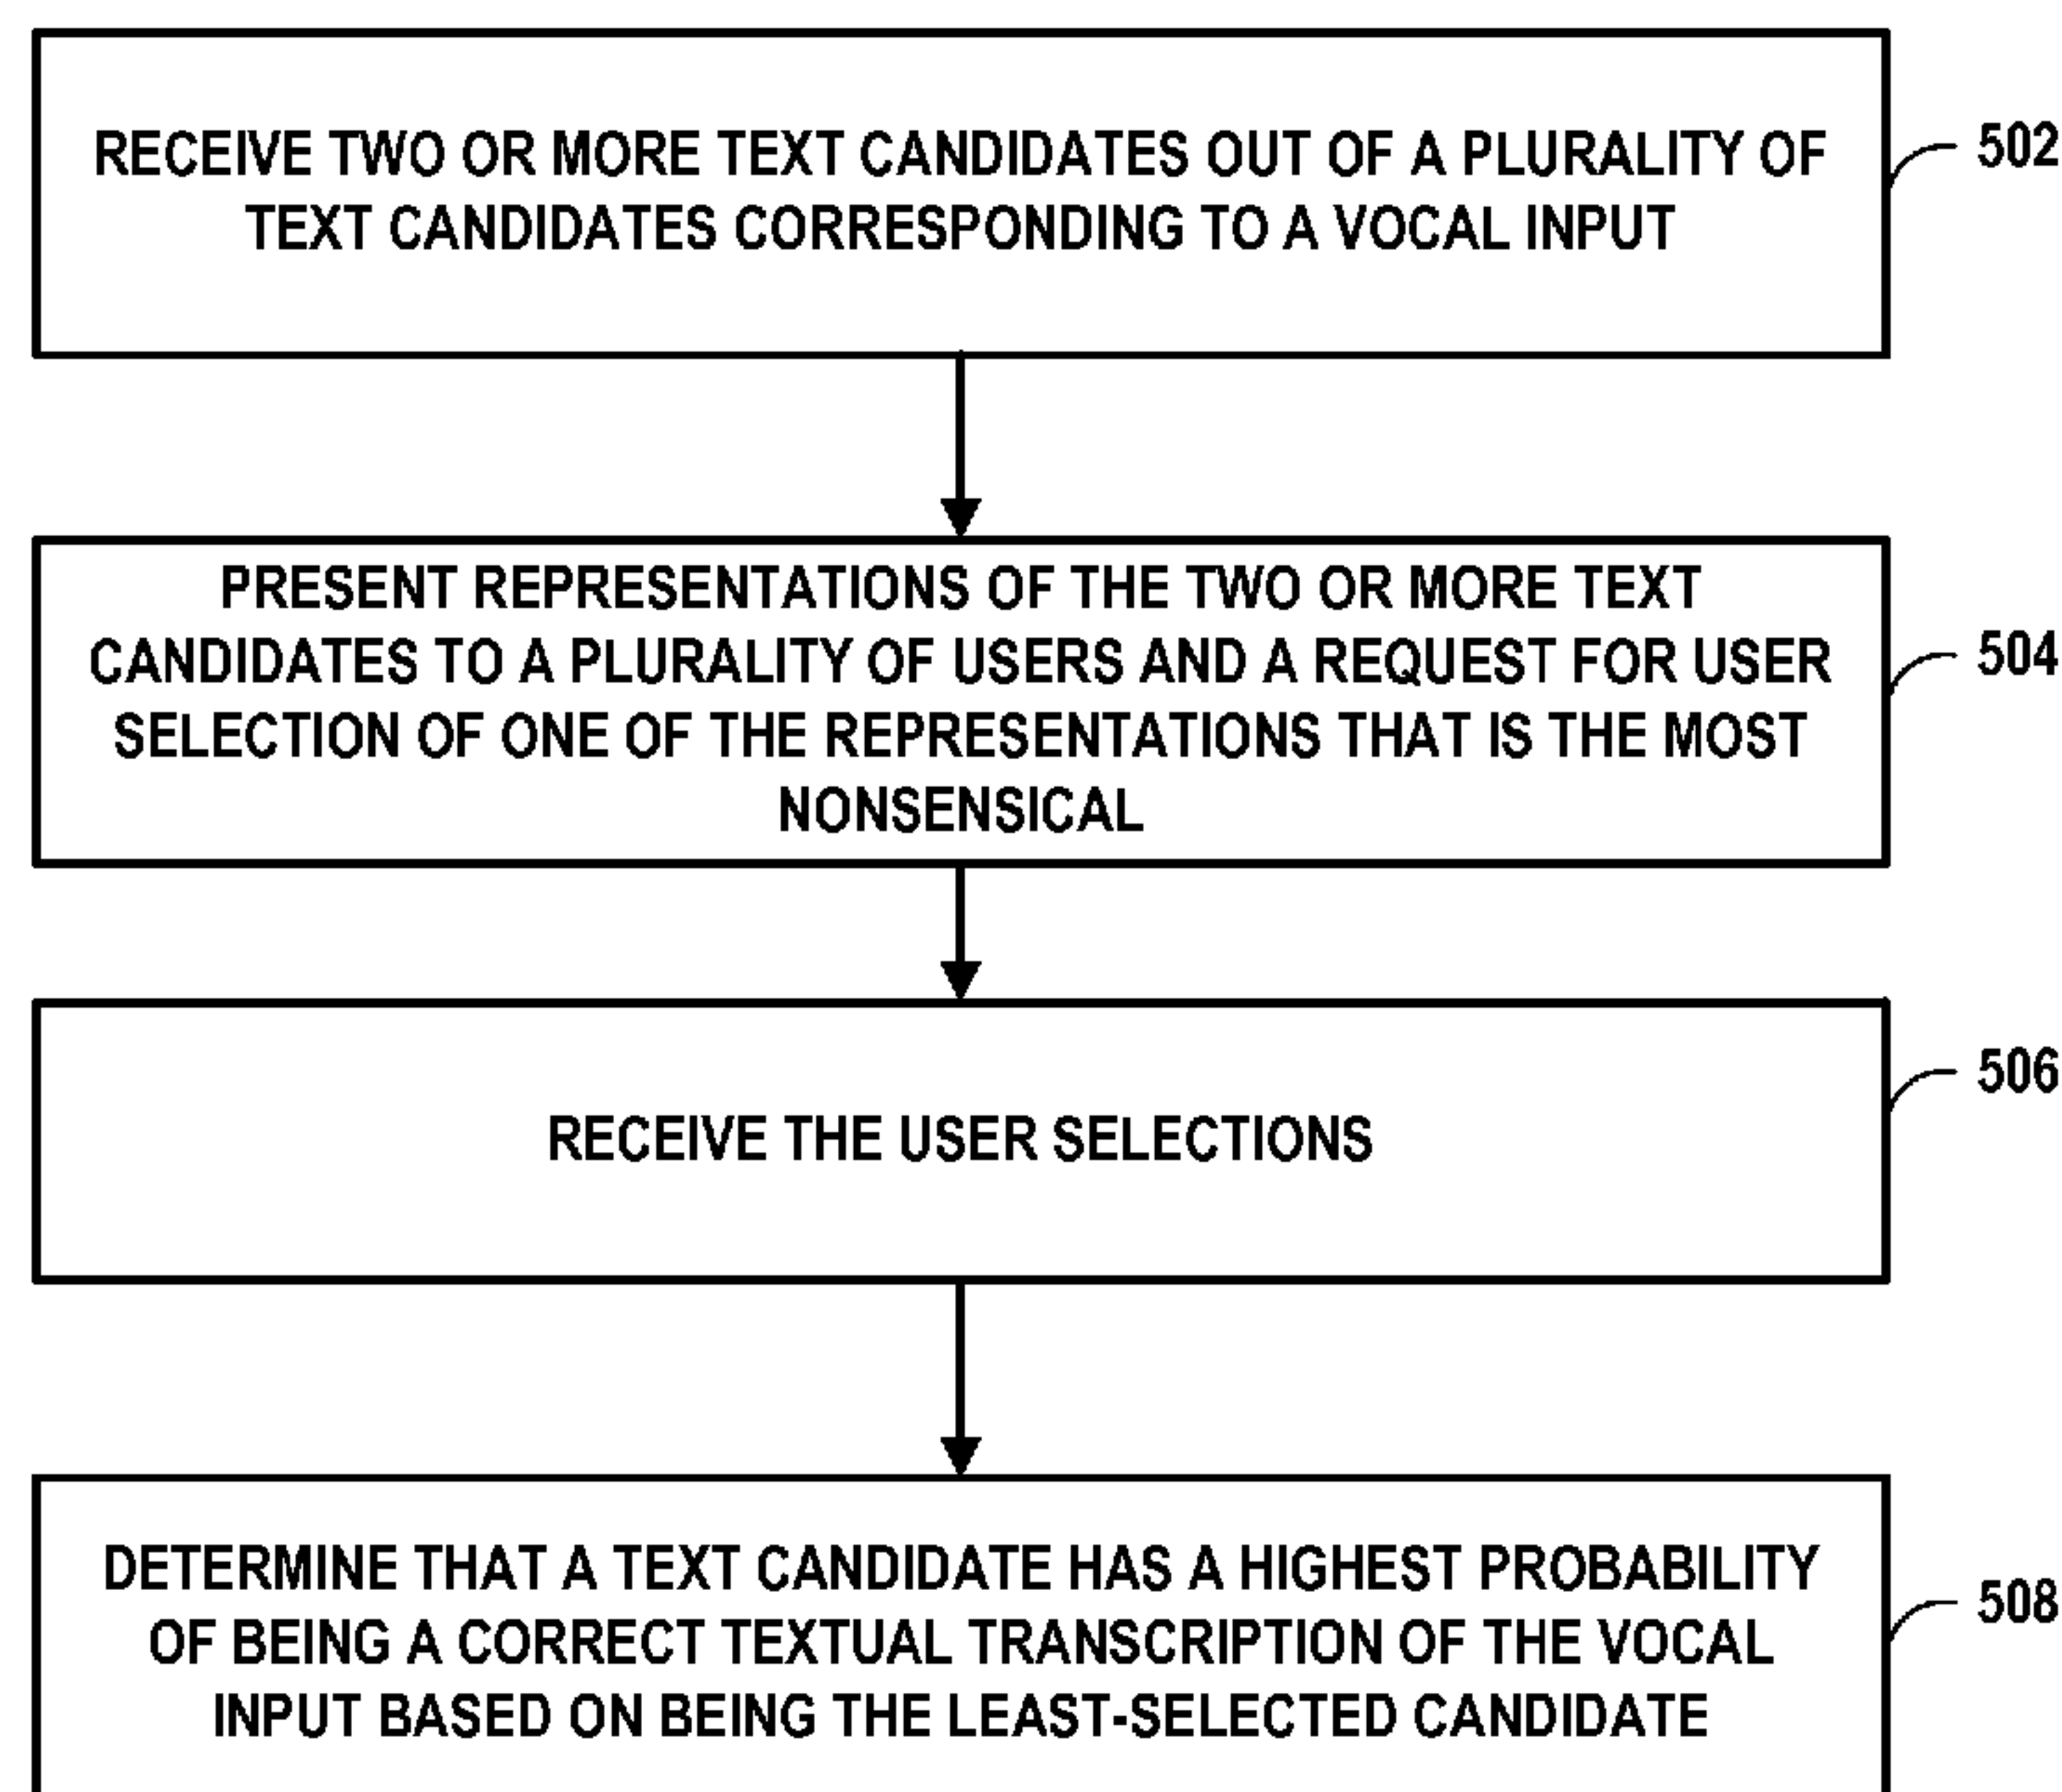 RECEIVE TWO OR MORE TEXT CANDIDATES OUT OF A PLURALITY OF
TEXT CANDIDATES CORRESPONDING TO A VOCAL INPUT
502
PRESENT REPRESENTATIONS OF THE TWO OR MORE TEXT
CANDIDATES TO A PLURALITY OF USERS AND A REQUEST FOR USER
SELECTION OF ONE OF THE REPRESENTATIONS THAT IS THE MOST
NONSENSICAL
504
RECEIVE THE USER SELECTIONS
506
DETERMINE THAT A TEXT CANDIDATE HAS A HIGHEST PROBABILITY
OF BEING A CORRECT TEXTUAL TRANSCRIPTION OF THE VOCAL
INPUT BASED ON BEING THE LEAST-SELECTED CANDIDATE
508